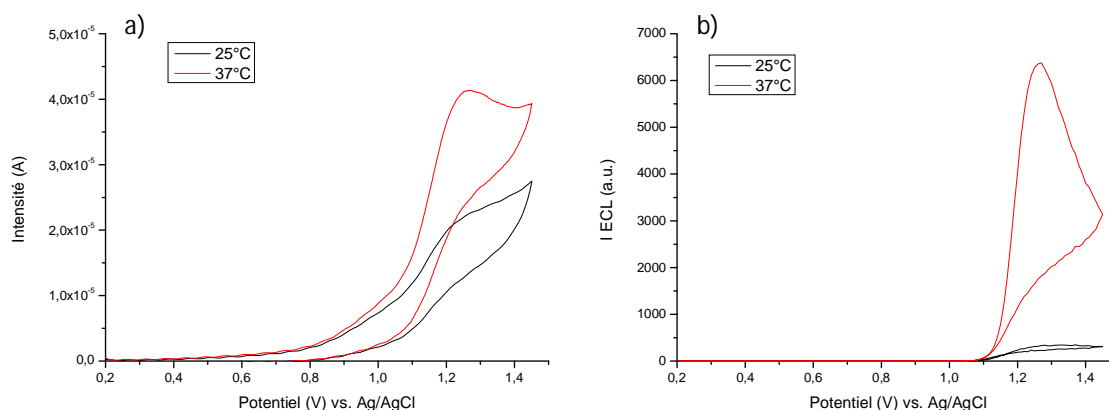 a)
5,0x10⁻⁵
4,0x10⁻⁵
3,0x10⁻⁵
2,0x10⁻⁵
1,0x10⁻⁵
0,0
Intensité (A)
25°C
37°C
0,2 0,4 0,6 0,8 1,0 1,2 1,4
Potentiel (V) vs. Ag/AgCl
b)
7000
6000
5000
4000
3000
2000
1000
0
I ECL (a.u.)
25°C
37°C
0,2 0,4 0,6 0,8 1,0 1,2 1,4
Potentiel (V) vs. Ag/AgCl